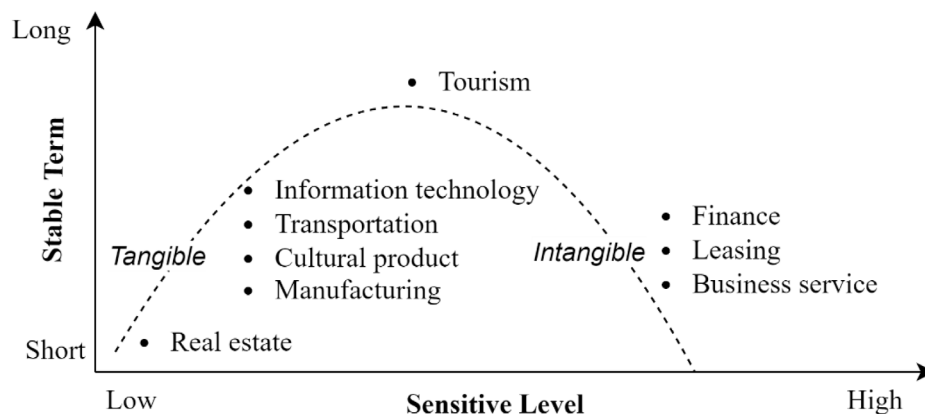 Long
Tourism
Stable Term
Information technology
Transportation
Cultural product
Manufacturing
Tangible
Intangible
Finance
Leasing
Business service
Real estate
Short
Low
Sensitive Level
High